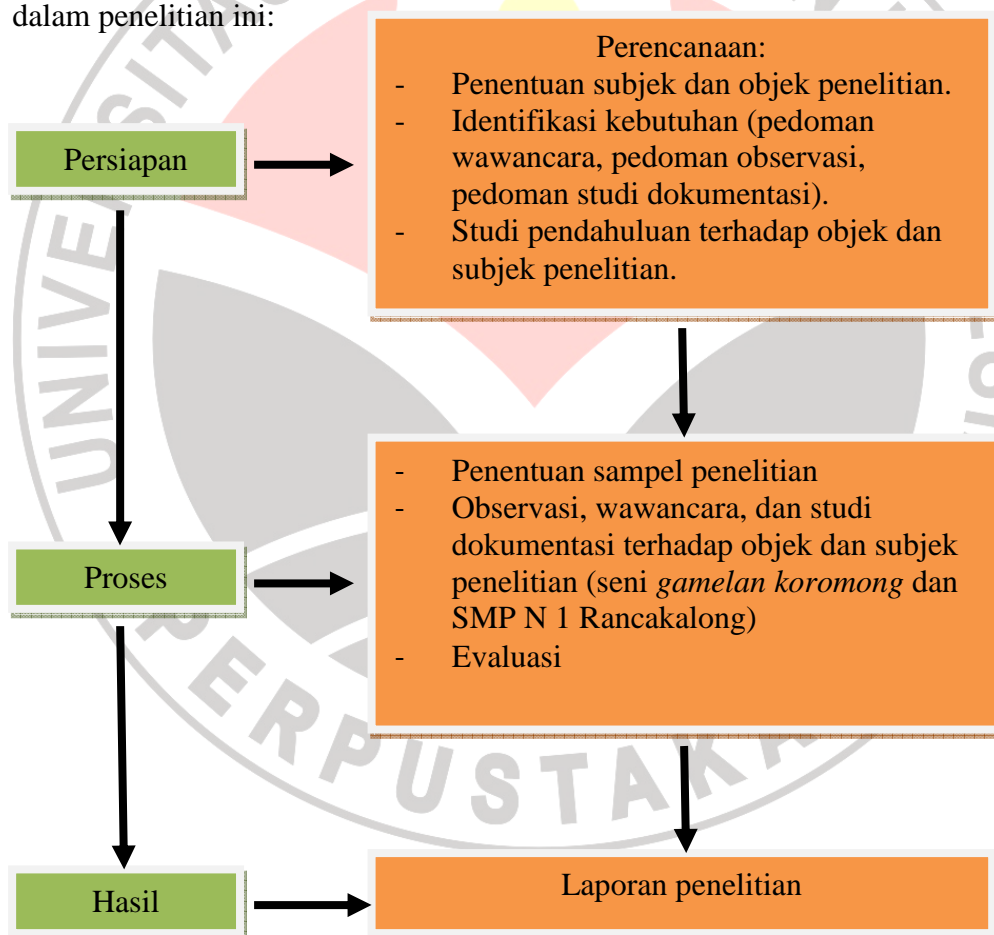 dalam penelitian ini:
Perencanaan:
- Penentuan subjek dan objek penelitian.
- Identifikasi kebutuhan (pedoman
wawancara, pedoman observasi,
pedoman studi dokumentasi).
- Studi pendahuluan terhadap objek dan
subjek penelitian.
Persiapan
- Penentuan sampel penelitian
- Observasi, wawancara, dan studi
dokumentasi terhadap objek dan subjek
penelitian (seni gamelan koromong dan
SMP N 1 Rancakalong)
- Evaluasi
Proses
Hasil
Laporan penelitian
PERPUSTAKA